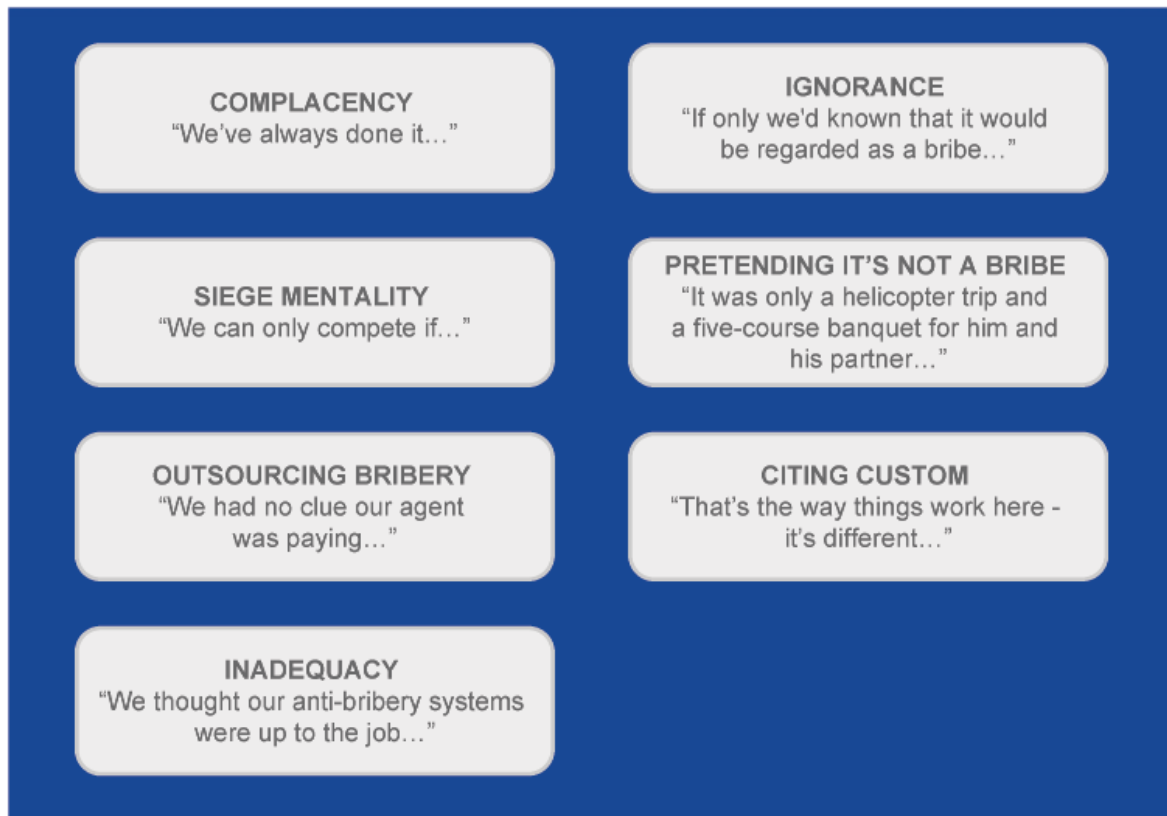 COMPLACENCY
“We’ve always done it…”
IGNORANCE
“If only we'd known that it would
be regarded as a bribe…”
SIEGE MENTALITY
“We can only compete if…”
PRETENDING IT’S NOT A BRIBE
“It was only a helicopter trip and
a five-course banquet for him and
his partner…”
OUTSOURCING BRIBERY
“We had no clue our agent
was paying…”
CITING CUSTOM
“That’s the way things work here -
it’s different…”
INADEQUACY
“We thought our anti-bribery systems
were up to the job…”